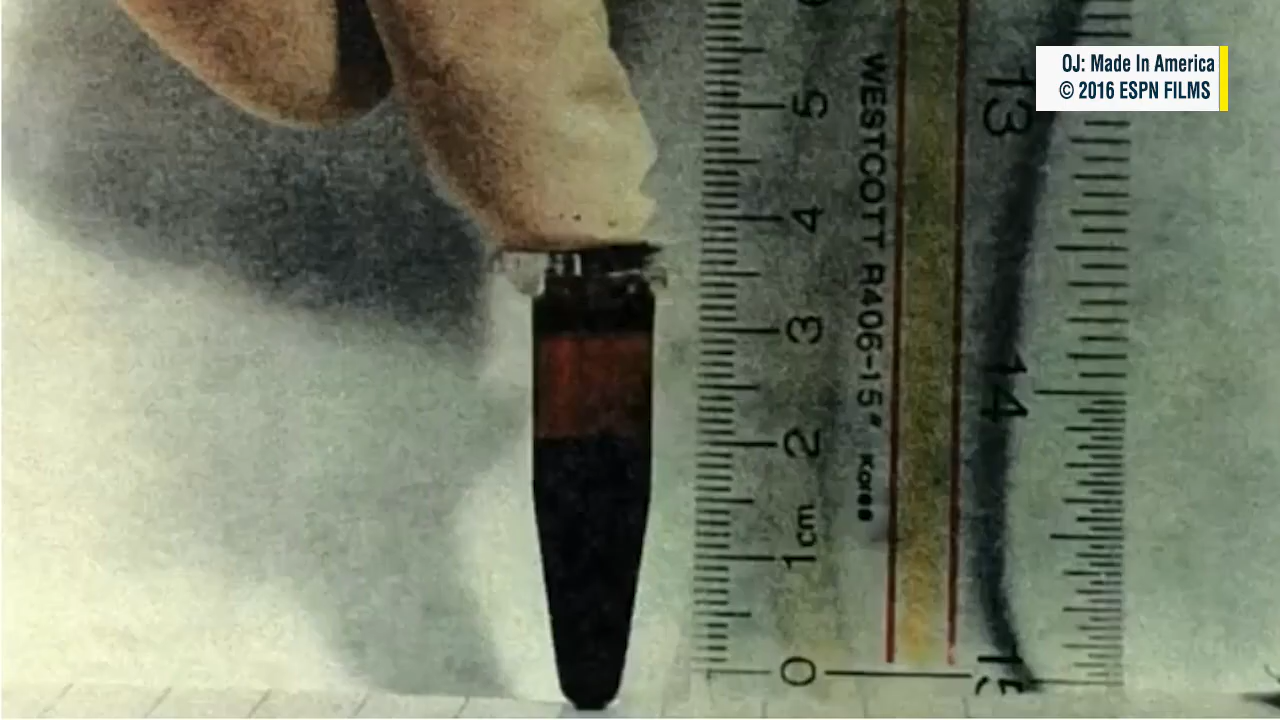 OJ: Made In America
© 2016 ESPN FILMS
WESTCOTT R406-15" Korea
5
4
3
2
1cm
0
13
14
15